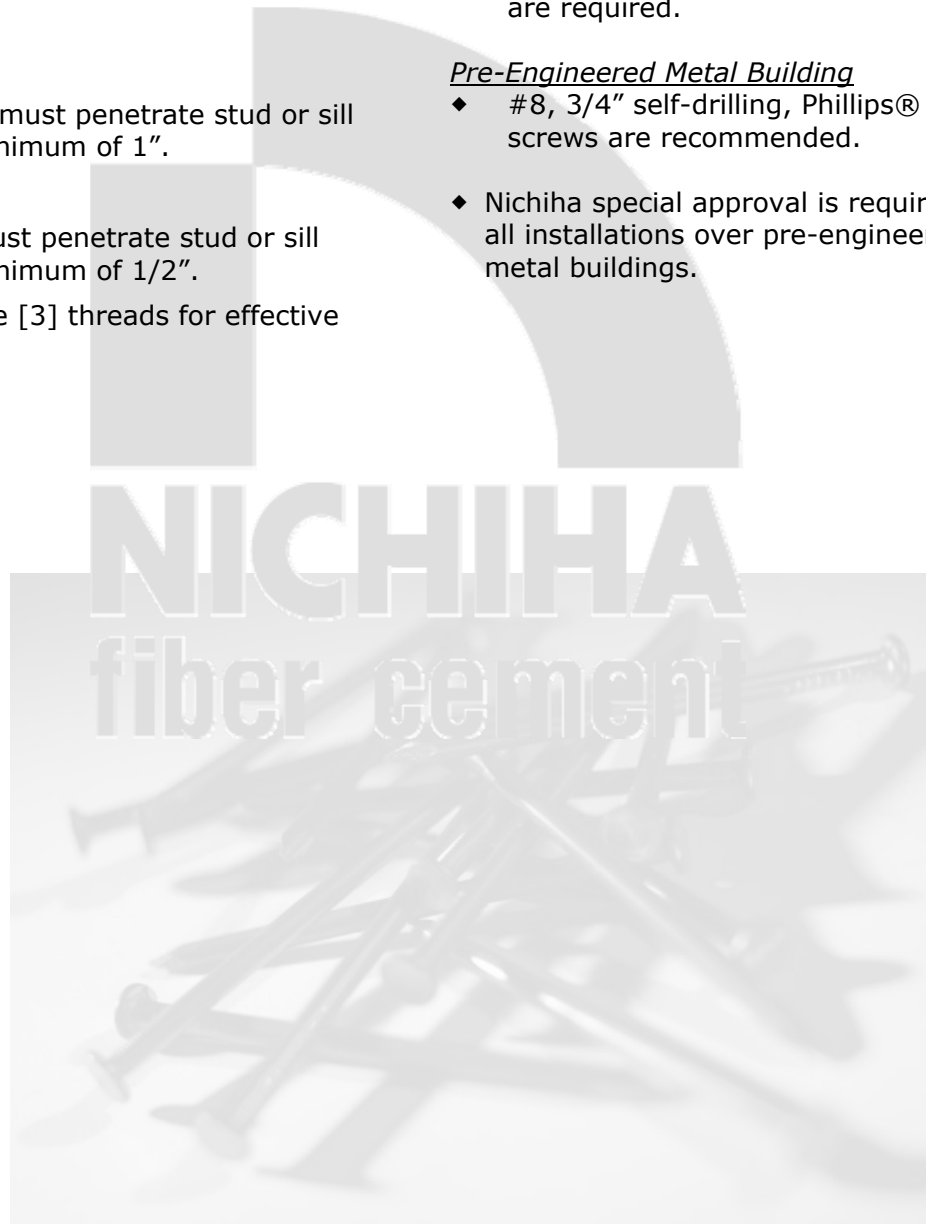 must penetrate stud or sill
nimum of 1”.
ust penetrate stud or sill
nimum of 1/2”.
e [3] threads for effective
are required.
Pre-Engineered Metal Building
◆ #8, 3/4” self-drilling, Phillips®
screws are recommended.
◆ Nichiha special approval is requir
all installations over pre-engineer
metal buildings.
NICHIHA
fiber cement